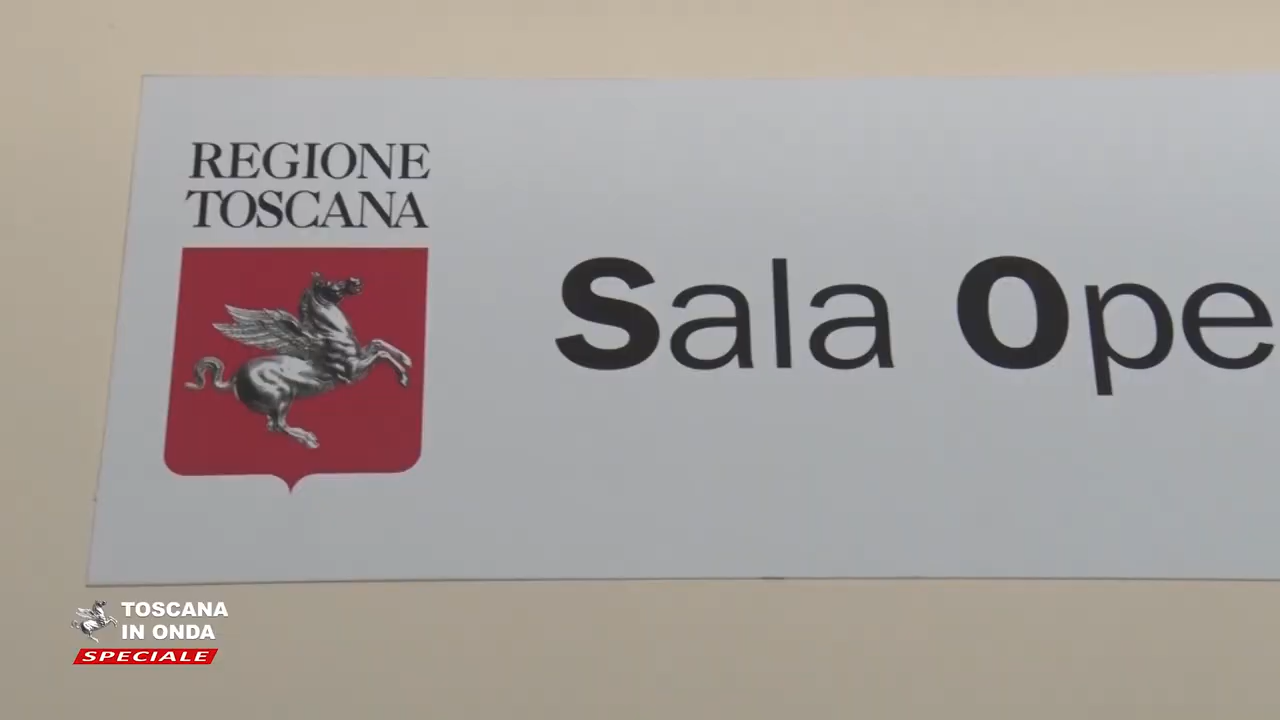 REGIONE
TOSCANA
Sala Ope
TOSCANA
IN ONDA
SPECIALE